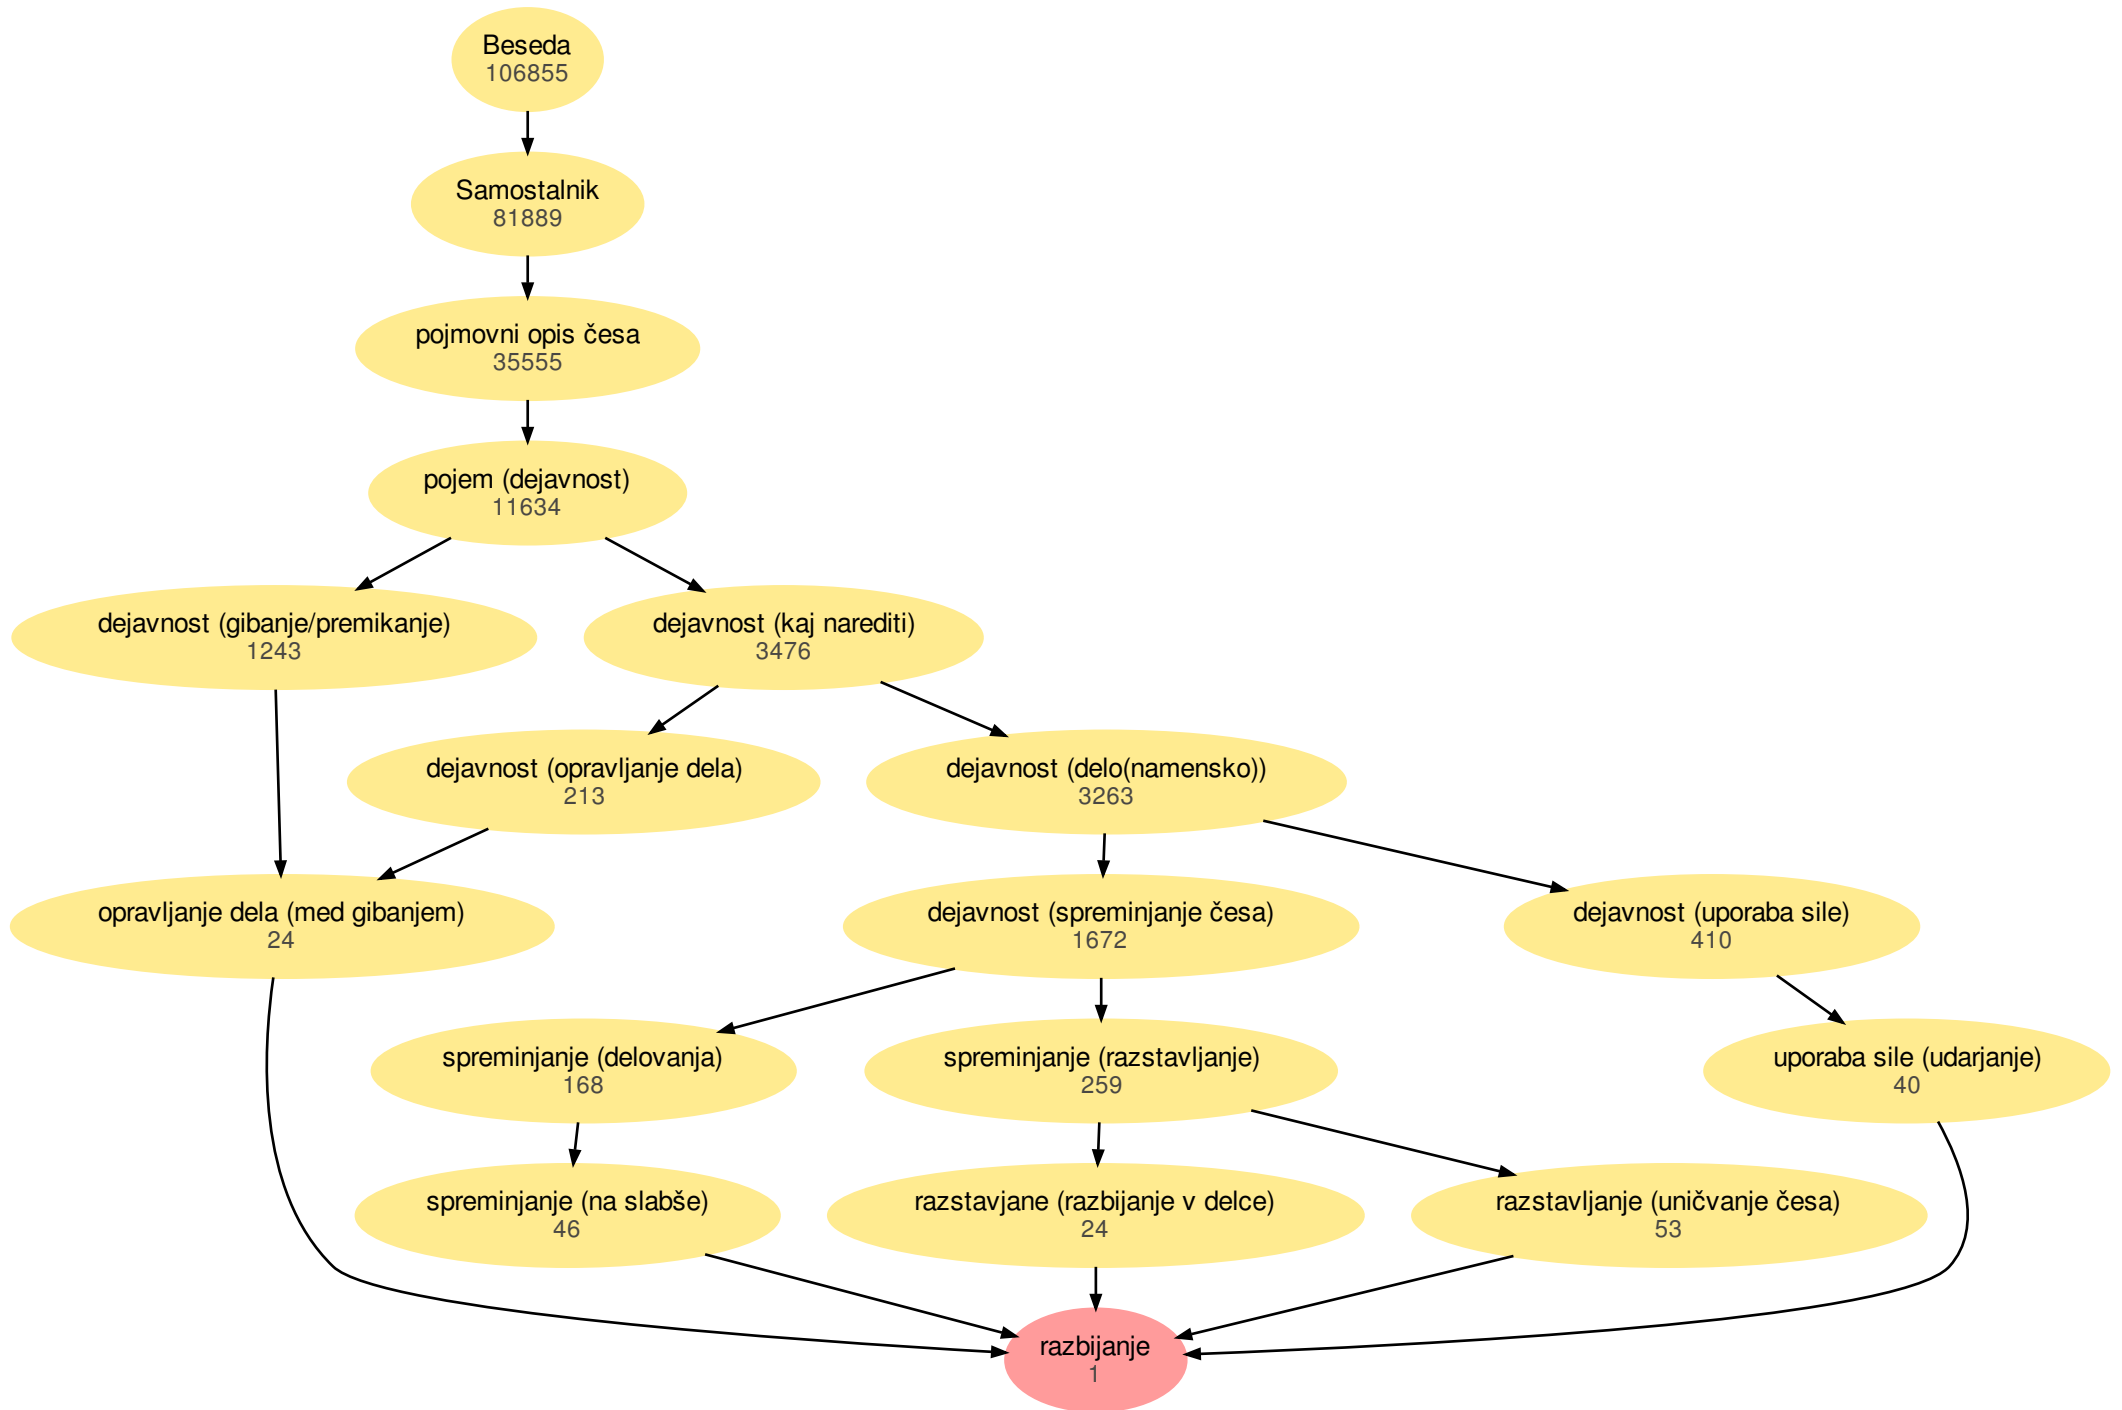 Beseda
106855
Samostalnik
81889
pojmovni opis česa
35555
pojem (dejavnost)
11634
dejavnost (gibanje/premikanje)
1243
dejavnost (kaj narediti)
3476
dejavnost (opravljanje dela)
213
dejavnost (delo(namensko))
3263
opravljanje dela (med gibanjem)
24
dejavnost (spreminjanje česa)
1672
dejavnost (uporaba sile)
410
spreminjanje (delovanja)
168
spreminjanje (razstavljanje)
259
uporaba sile (udarjanje)
40
spreminjanje (na slabše)
46
razstavjane (razbijanje v delce)
24
razstavljanje (uničvanje česa)
53
razbijanje
1